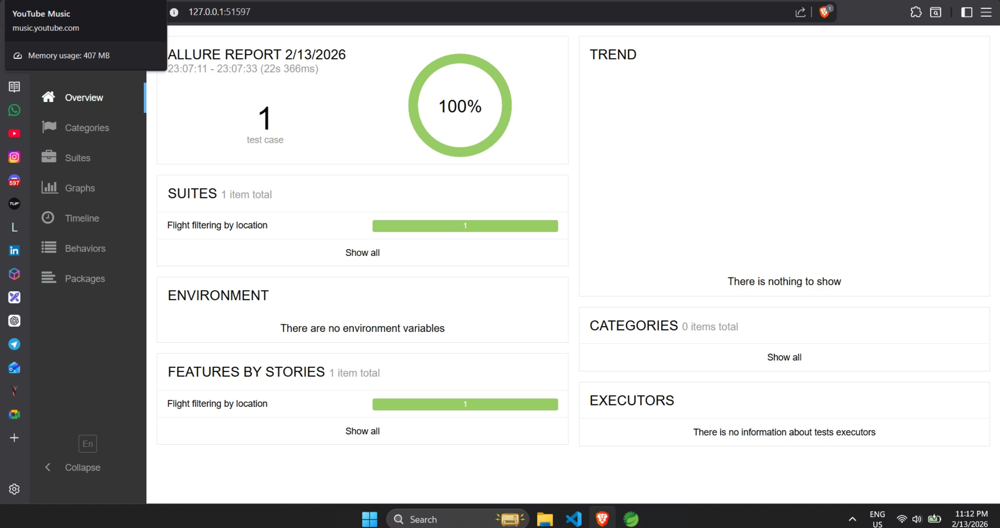 YouTube Music
music.youtube.com
Memory usage: 407 MB
127.0.0.1:51597
1
597
TUF
L
in
Overview
Categories
Suites
Graphs
Timeline
Behaviors
Packages
En
Collapse
ALLURE REPORT 2/13/2026
23:07:11 - 23:07:33 (22s 366ms)
1
test case
100%
SUITES 1 item total
Flight filtering by location 1
Show all
ENVIRONMENT
There are no environment variables
FEATURES BY STORIES 1 item total
Flight filtering by location 1
Show all
TREND
There is nothing to show
CATEGORIES 0 items total
Show all
EXECUTORS
There is no information about tests executors
Search
ENG
US
11:12 PM
2/13/2026